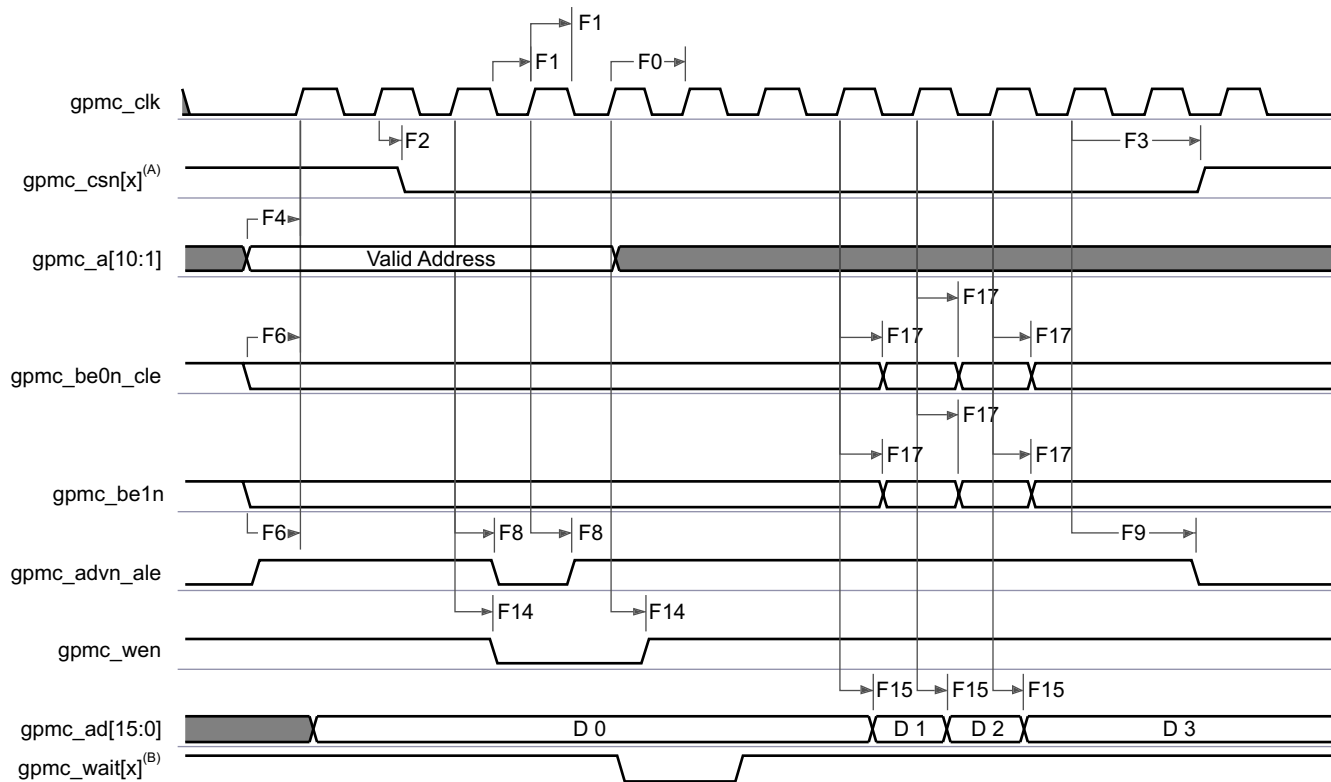 F1
F1 F0
gpmc_clk
F2 F3
gpmc_csn[x](A)
F4
gpmc_a[10:1] Valid Address
F17
F6 F17 F17
gpmc_be0n_cle
F17
F17 F17
gpmc_be1n
F6 F8 F8 F9
gpmc_advn_ale
F14 F14
gpmc_wen
F15 F15 F15
gpmc_ad[15:0] D 0 D 1 D 2 D 3
gpmc_wait[x](B)